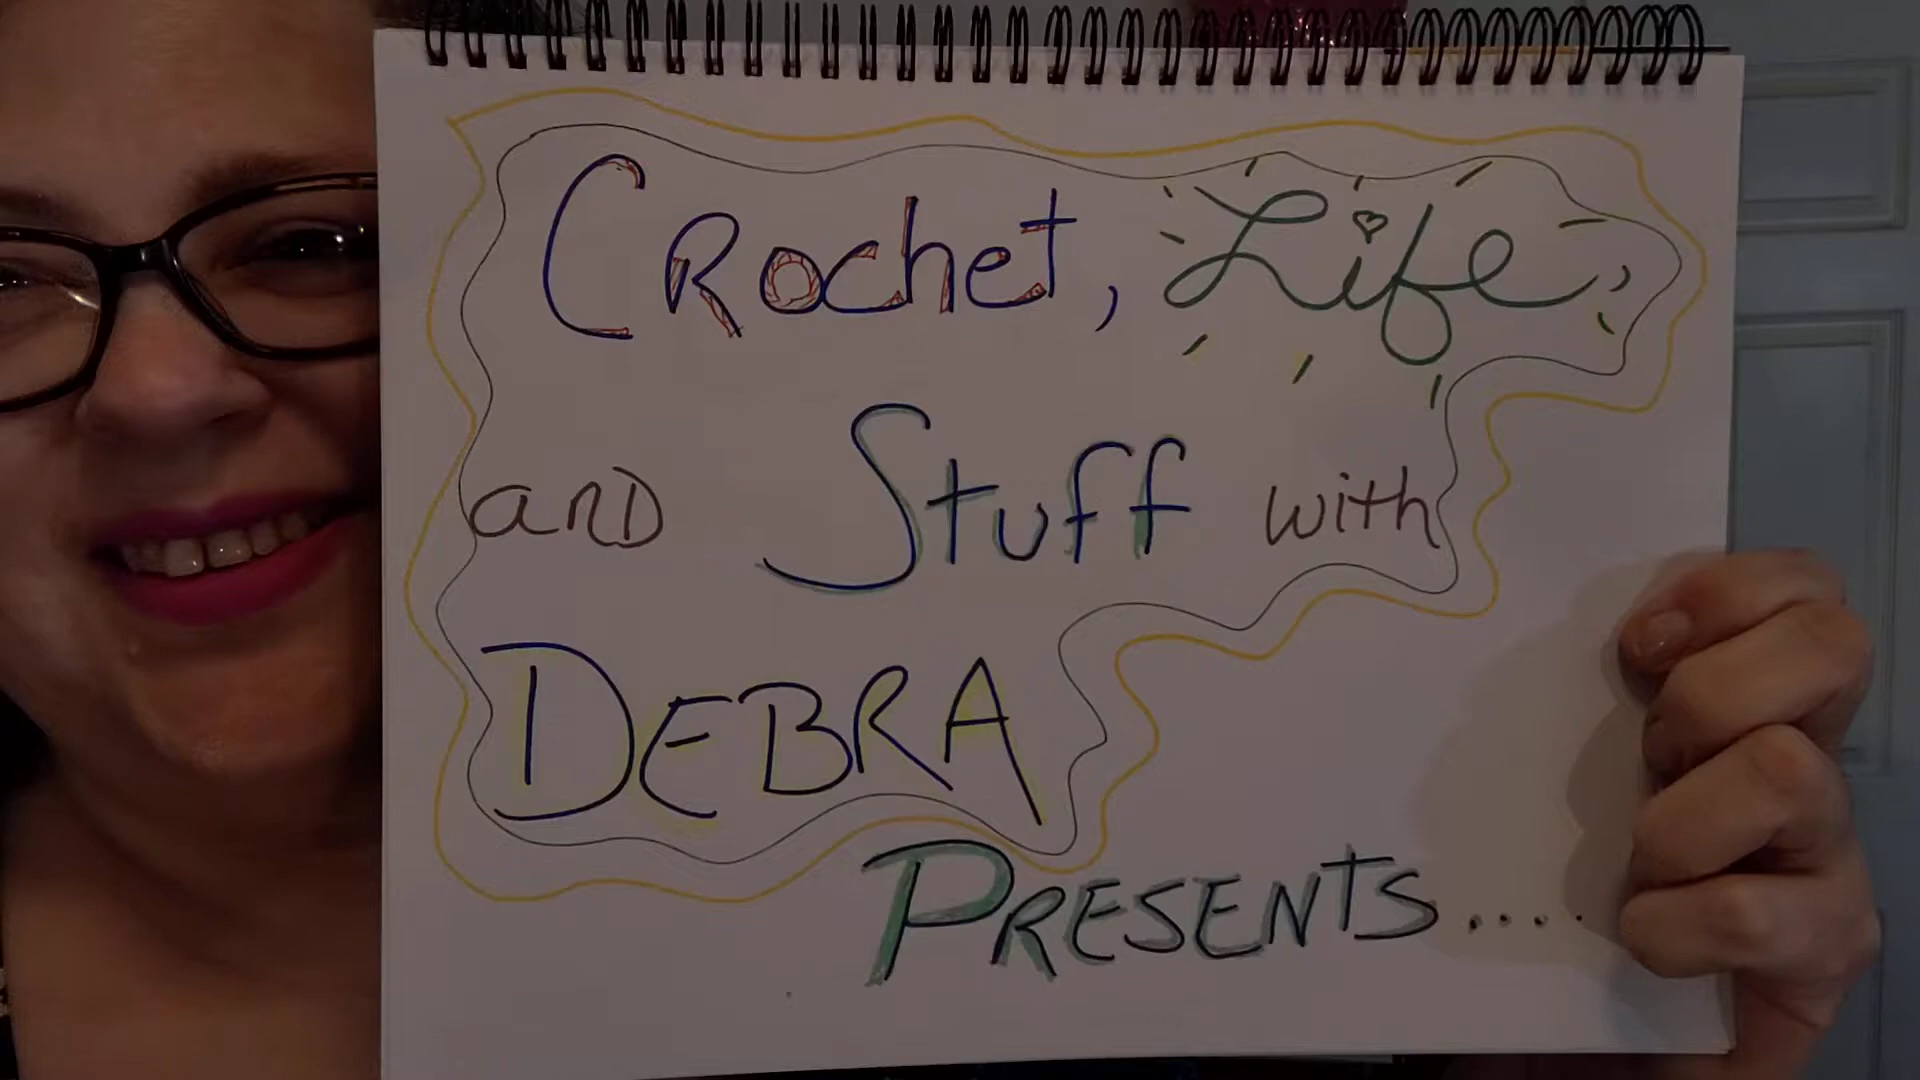 CRochet, Life,
and Stuff with
DEBRA
PRESENTS....